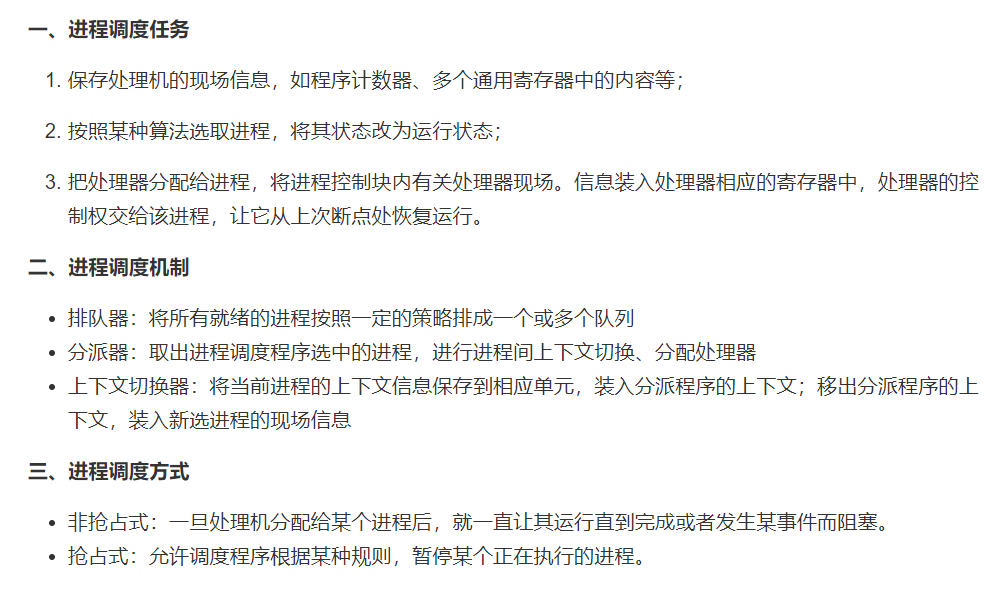 一、进程调度任务
1. 保存处理机的现场信息，如程序计数器、多个通用寄存器中的内容等；
2. 按照某种算法选取进程，将其状态改为运行状态；
3. 把处理器分配给进程，将进程控制块内有关处理器现场。信息装入处理器相应的寄存器中，处理器的控
制权交给该进程，让它从上次断点处恢复运行。
二、进程调度机制
• 排队器：将所有就绪的进程按照一定的策略排成一个或多个队列
• 分派器：取出进程调度程序选中的进程，进行进程间上下文切换、分配处理器
• 上下文切换器：将当前进程的上下文信息保存到相应单元，装入分派程序的上下文；移出分派程序的上
下文，装入新选进程的现场信息
三、进程调度方式
• 非抢占式：一旦处理机分配给某个进程后，就一直让其运行直到完成或者发生某事件而阻塞。
• 抢占式：允许调度程序根据某种规则，暂停某个正在执行的进程。